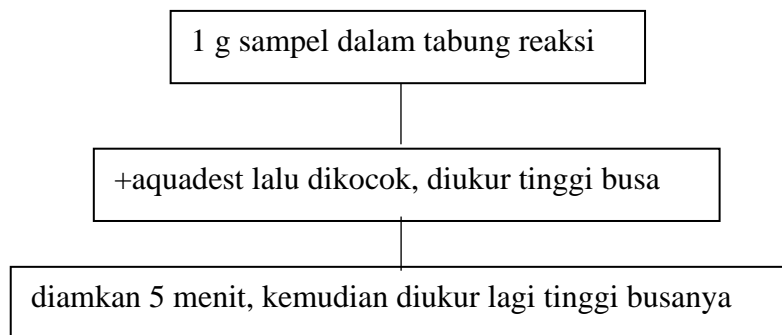 1 g sampel dalam tabung reaksi
+aquadest lalu dikocok, diukur tinggi busa
diamkan 5 menit, kemudian diukur lagi tinggi busanya